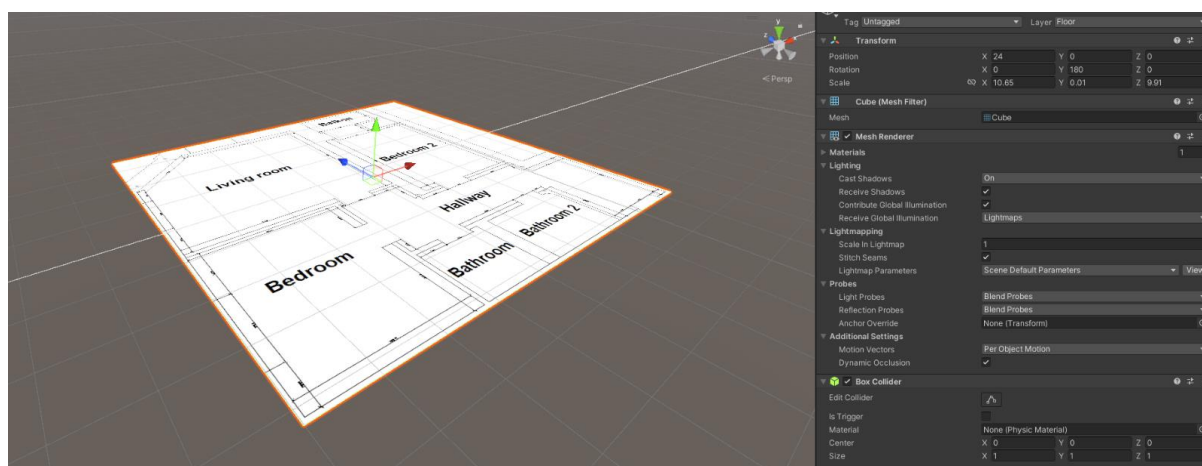 y
z
x
Persp
Balkon
Bedroom 2
Living room
Hallway
Bathroom 2
Bathroom
Bedroom
Tag Untagged Layer Floor
Transform
Position X 24 Y 0 Z 0
Rotation X 0 Y 180 Z 0
Scale X 10.65 Y 0.01 Z 9.91
Cube (Mesh Filter)
Mesh Cube
Mesh Renderer
Materials 1
Lighting
Cast Shadows On
Receive Shadows
Contribute Global Illumination
Receive Global Illumination Lightmaps
Lightmapping
Scale In Lightmap 1
Stitch Seams
Lightmap Parameters Scene Default Parameters View
Probes
Light Probes Blend Probes
Reflection Probes Blend Probes
Anchor Override None (Transform)
Additional Settings
Motion Vectors Per Object Motion
Dynamic Occlusion
Box Collider
Edit Collider
Is Trigger
Material None (Physic Material)
Center X 0 Y 0 Z 0
Size X 1 Y 1 Z 1